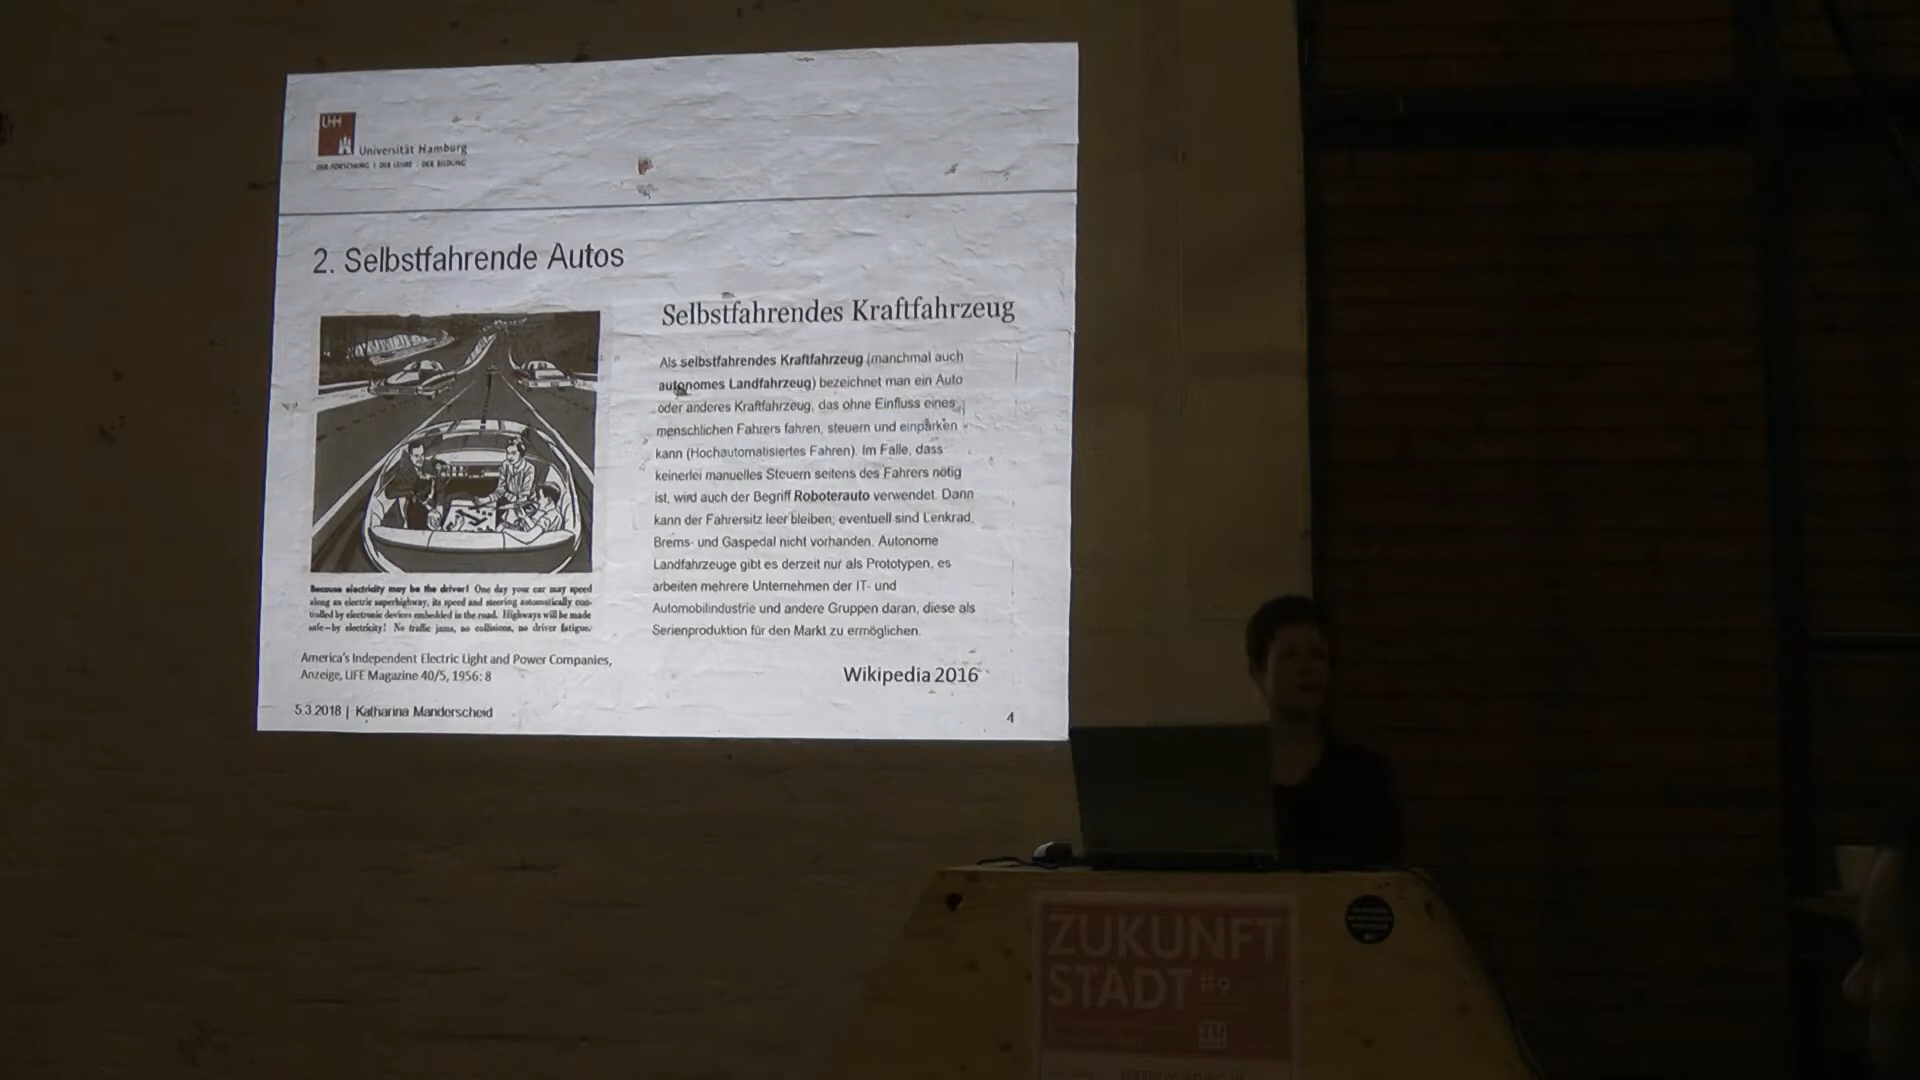 UHH
Universität Hamburg
DER FORSCHUNG | DER LEHRE | DER BILDUNG
2. Selbstfahrende Autos
Because electricity may be the driver! One day your car may speed
along an electric superhighway, its speed and steering automatically con-
trolled by electronic devices embedded in the road. Highways will be made
safe—by electricity! No traffic jams, no collisions, no driver fatigue.
America's Independent Electric Light and Power Companies,
Anzeige, LIFE Magazine 40/5, 1956: 8
Selbstfahrendes Kraftfahrzeug
Als selbstfahrendes Kraftfahrzeug (manchmal auch
autonomes Landfahrzeug) bezeichnet man ein Auto
oder anderes Kraftfahrzeug, das ohne Einfluss eines
menschlichen Fahrers fahren, steuern und einparken
kann (Hochautomatisiertes Fahren). Im Falle, dass
keinerlei manuelles Steuern seitens des Fahrers nötig
ist, wird auch der Begriff Roboterauto verwendet. Dann
kann der Fahrersitz leer bleiben; eventuell sind Lenkrad,
Brems- und Gaspedal nicht vorhanden. Autonome
Landfahrzeuge gibt es derzeit nur als Prototypen, es
arbeiten mehrere Unternehmen der IT- und
Automobilindustrie und andere Gruppen daran, diese als
Serienproduktion für den Markt zu ermöglichen.
Wikipedia 2016
5.3.2018 | Katharina Manderscheid
4
ZUKUNFT
STADT #9
TU